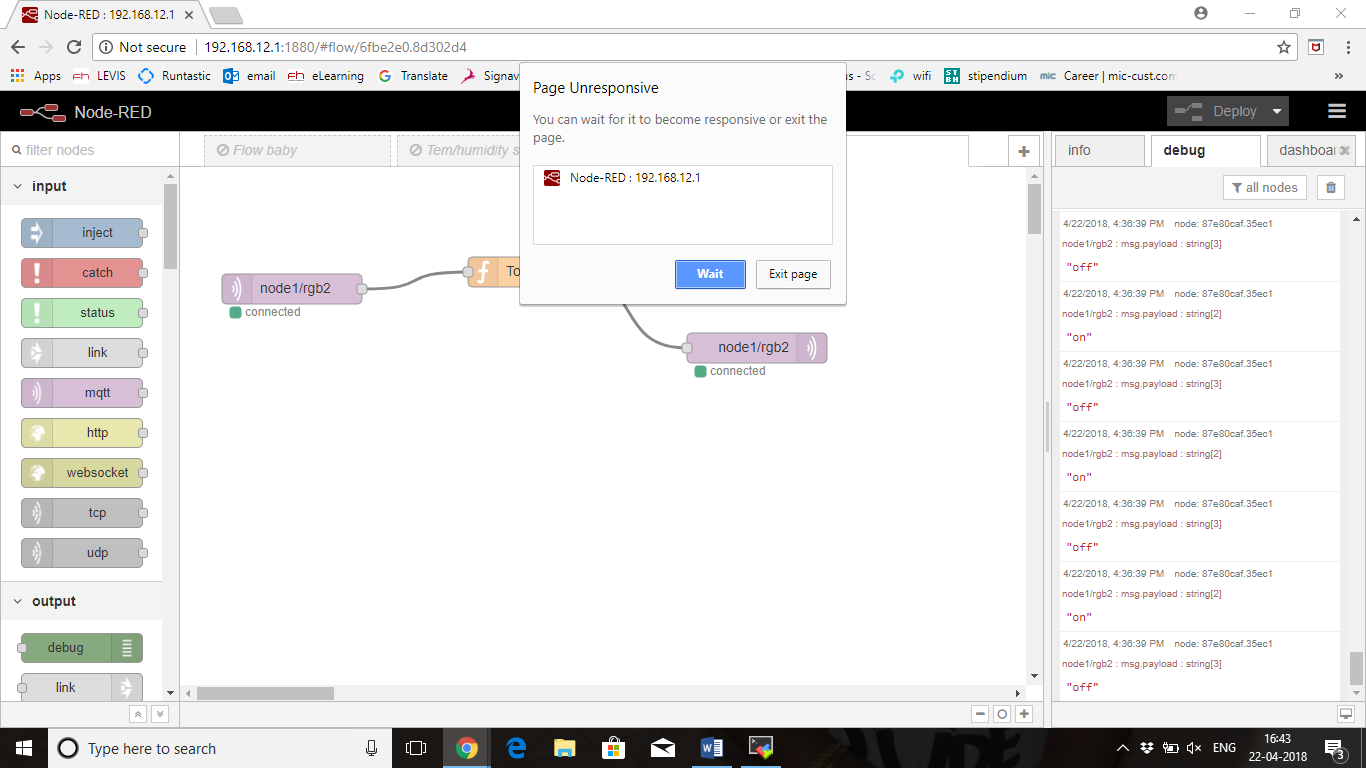 Node-RED : 192.168.12.1
Not secure
192.168.12.1:1880/#flow/6fbe2e0.8d302d4
Apps
LEVIS
Runtastic
email
eLearning
Translate
Signav
us - Sc
wifi
stipendium
Career | mic-cust.com
Node-RED
Deploy
Page Unresponsive
You can wait for it to become responsive or exit the
page.
Node-RED : 192.168.12.1
Wait
Exit page
filter nodes
Flow baby
Tem/humidity s
info
debug
dashboar
all nodes
input
inject
catch
status
link
mqtt
http
websocket
tcp
udp
output
debug
link
node1/rgb2
connected
To
node1/rgb2
connected
4/22/2018, 4:36:39 PM node: 87e80caf.35ec1
node1/rgb2 : msg.payload : string[3]
"off"
4/22/2018, 4:36:39 PM node: 87e80caf.35ec1
node1/rgb2 : msg.payload : string[2]
"on"
4/22/2018, 4:36:39 PM node: 87e80caf.35ec1
node1/rgb2 : msg.payload : string[3]
"off"
4/22/2018, 4:36:39 PM node: 87e80caf.35ec1
node1/rgb2 : msg.payload : string[2]
"on"
4/22/2018, 4:36:39 PM node: 87e80caf.35ec1
node1/rgb2 : msg.payload : string[3]
"off"
4/22/2018, 4:36:39 PM node: 87e80caf.35ec1
node1/rgb2 : msg.payload : string[2]
"on"
4/22/2018, 4:36:39 PM node: 87e80caf.35ec1
node1/rgb2 : msg.payload : string[3]
"off"
Type here to search
ENG
16:43
22-04-2018
3